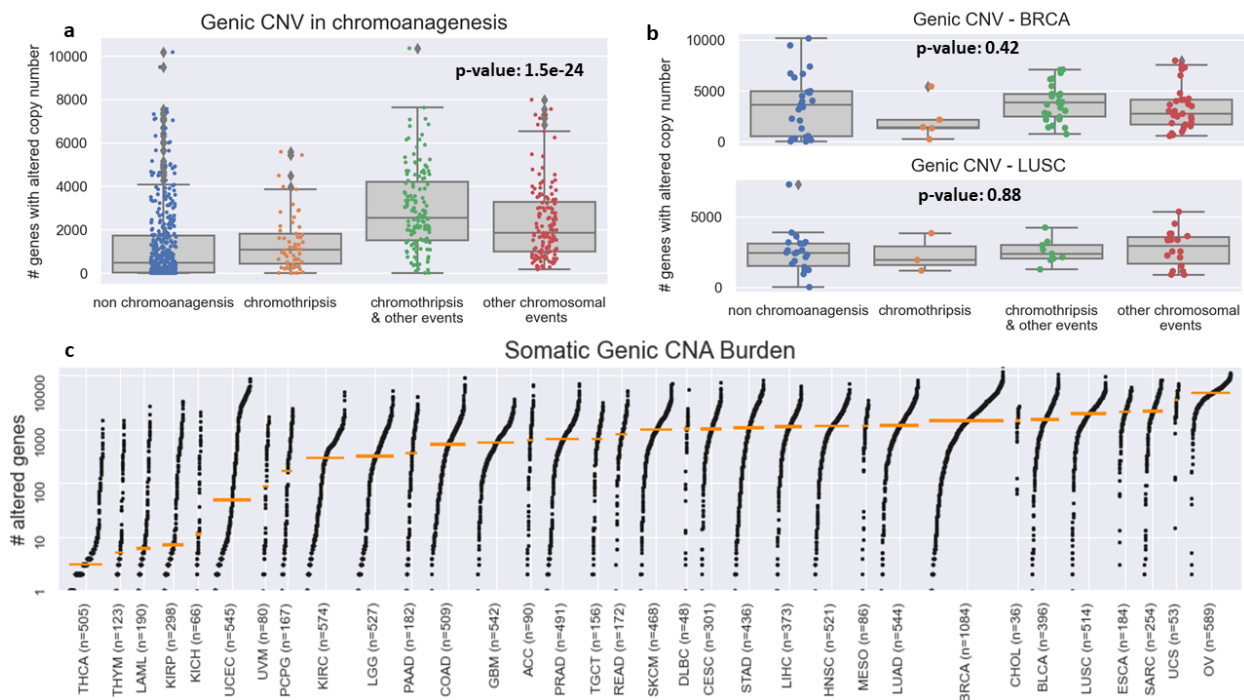 a
Genic CNV in chromoanagenesis
# genes with altered copy number
10000
8000
6000
4000
2000
0
p-value: 1.5e-24
non chromoanagensis
chromothripsis
chromothripsis
& other events
other chromosomal
events
b
Genic CNV - BRCA
# genes with altered copy number
10000
5000
0
p-value: 0.42
Genic CNV - LUSC
5000
0
p-value: 0.88
non chromoanagensis
chromothripsis
chromothripsis
& other events
other chromosomal
events
c
Somatic Genic CNA Burden
# altered genes
10000
1000
100
10
1
THCA (n=505)
THYM (n=123)
LAML (n=190)
KIRP (n=298)
KICH (n=66)
UCEC (n=545)
UVM (n=80)
PCPG (n=167)
KIRC (n=574)
LGG (n=527)
PAAD (n=182)
COAD (n=509)
GBM (n=542)
ACC (n=90)
PRAD (n=491)
TGCT (n=156)
READ (n=172)
SKCM (n=468)
DLBC (n=48)
CESC (n=301)
STAD (n=436)
LIHC (n=373)
HNSC (n=521)
MESO (n=86)
LUAD (n=544)
BRCA (n=1084)
CHOL (n=36)
BLCA (n=396)
LUSC (n=514)
ESCA (n=184)
SARC (n=254)
UCS (n=53)
OV (n=589)